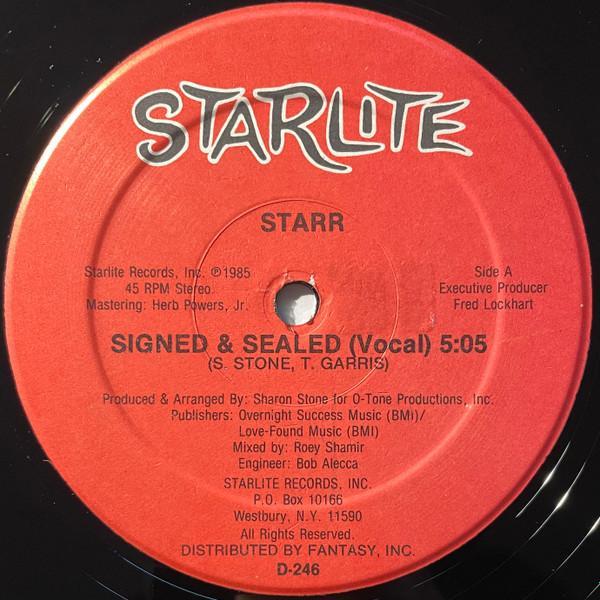 STARLITE
STARR
Starlite Records, Inc. ℗1985
45 RPM Stereo
Mastering: Herb Powers, Jr.
Side A
Executive Producer
Fred Lockhart
SIGNED & SEALED (Vocal) 5:05
(S. STONE, T. GARRIS)
Produced & Arranged By: Sharon Stone for O-Tone Productions, Inc.
Publishers: Overnight Success Music (BMI)/
Love-Found Music (BMI)
Mixed by: Roey Shamir
Engineer: Bob Alecca
STARLITE RECORDS, INC.
P.O. Box 10166
Westbury, N.Y. 11590
All Rights Reserved.
DISTRIBUTED BY FANTASY, INC.
D-246